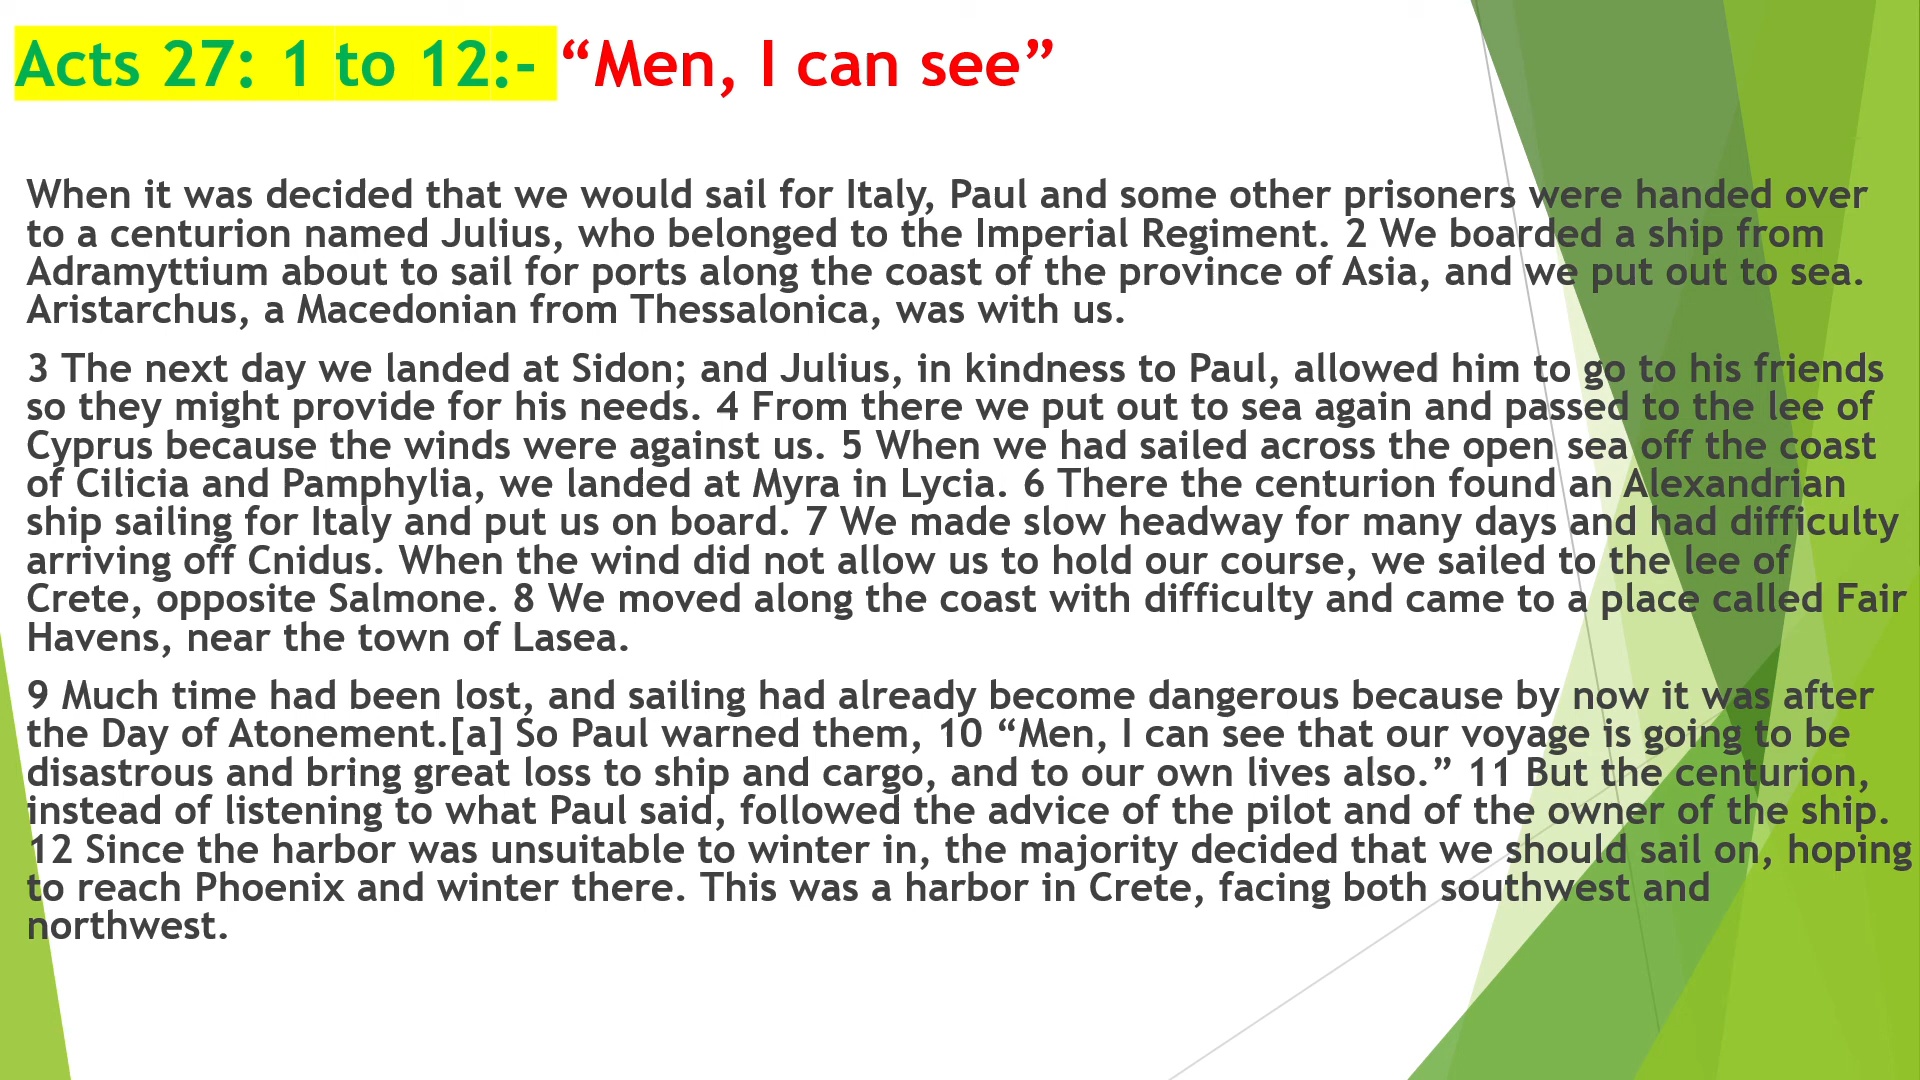 Acts 27: 1 to 12:- “Men, I can see”
When it was decided that we would sail for Italy, Paul and some other prisoners were handed over
to a centurion named Julius, who belonged to the Imperial Regiment. 2 We boarded a ship from
Adramyttium about to sail for ports along the coast of the province of Asia, and we put out to sea.
Aristarchus, a Macedonian from Thessalonica, was with us.
3 The next day we landed at Sidon; and Julius, in kindness to Paul, allowed him to go to his friends
so they might provide for his needs. 4 From there we put out to sea again and passed to the lee of
Cyprus because the winds were against us. 5 When we had sailed across the open sea off the coast
of Cilicia and Pamphylia, we landed at Myra in Lycia. 6 There the centurion found an Alexandrian
ship sailing for Italy and put us on board. 7 We made slow headway for many days and had difficulty
arriving off Cnidus. When the wind did not allow us to hold our course, we sailed to the lee of
Crete, opposite Salmone. 8 We moved along the coast with difficulty and came to a place called Fair
Havens, near the town of Lasea.
9 Much time had been lost, and sailing had already become dangerous because by now it was after
the Day of Atonement.[a] So Paul warned them, 10 “Men, I can see that our voyage is going to be
disastrous and bring great loss to ship and cargo, and to our own lives also.” 11 But the centurion,
instead of listening to what Paul said, followed the advice of the pilot and of the owner of the ship.
12 Since the harbor was unsuitable to winter in, the majority decided that we should sail on, hoping
to reach Phoenix and winter there. This was a harbor in Crete, facing both southwest and
northwest.